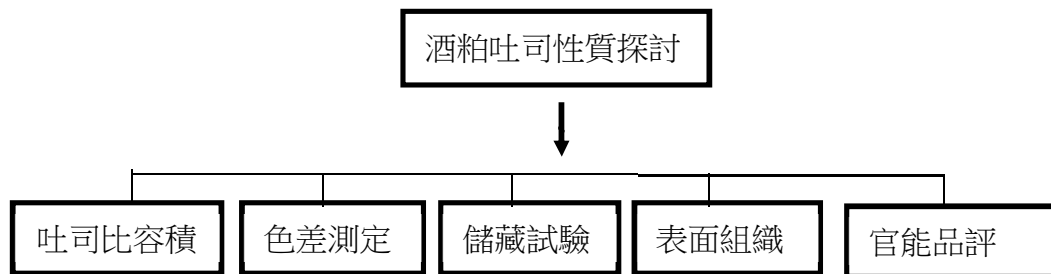 酒粕吐司性質探討
吐司比容積
色差測定
儲藏試驗
表面組織
官能品評